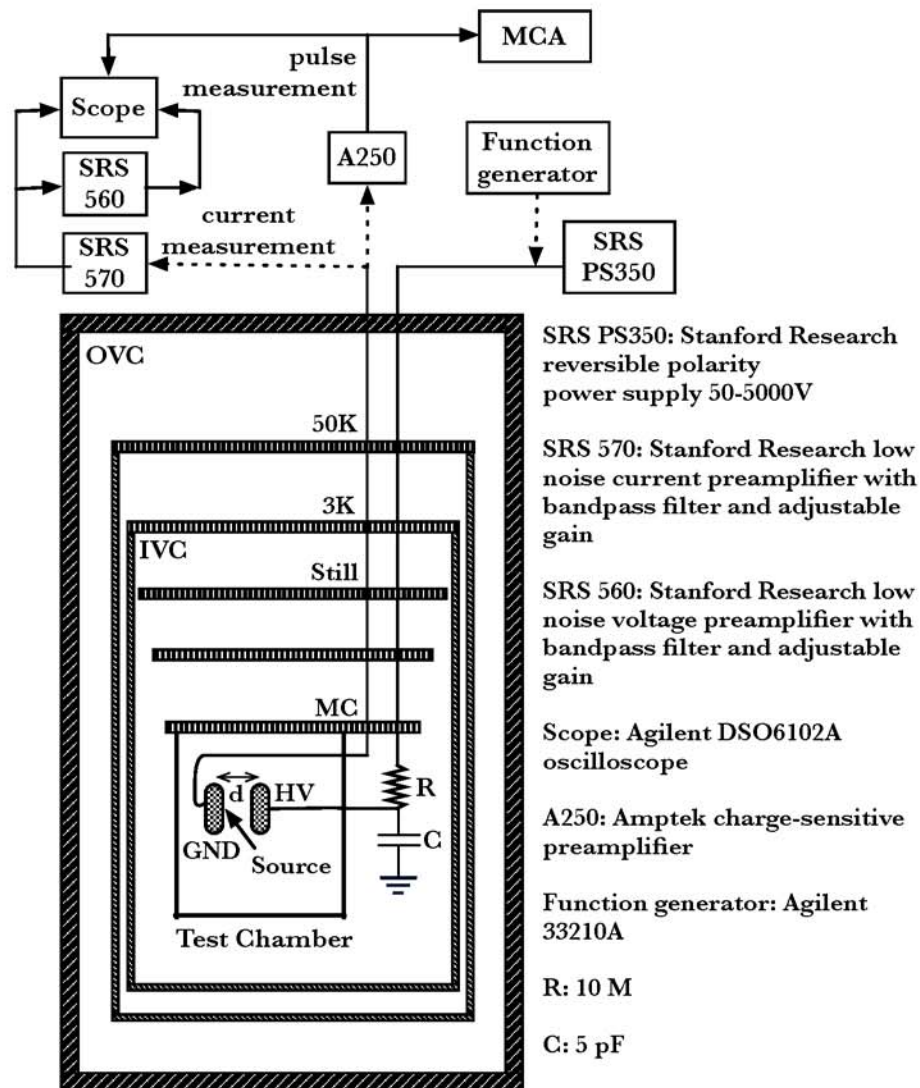 MCA
pulse
measurement
Scope
A250
Function
generator
SRS
560
current
measurement
SRS
570
SRS
PS350
OVC
50K
3K
IVC
Still
MC
d
HV
R
C
GND
Source
Test Chamber
SRS PS350: Stanford Research
reversible polarity
power supply 50-5000V
SRS 570: Stanford Research low
noise current preamplifier with
bandpass filter and adjustable
gain
SRS 560: Stanford Research low
noise voltage preamplifier with
bandpass filter and adjustable
gain
Scope: Agilent DSO6102A
oscilloscope
A250: Amptek charge-sensitive
preamplifier
Function generator: Agilent
33210A
R: 10 M
C: 5 pF